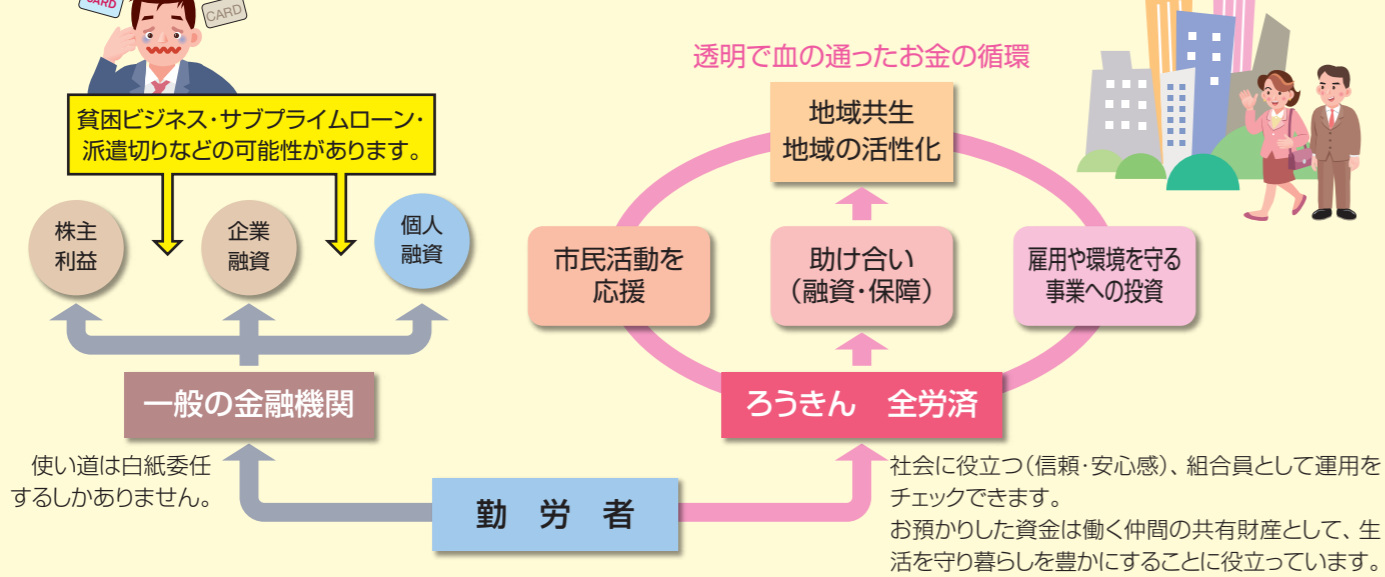 CARD
CARD
貧困ビジネス・サブプライムローン・
派遣切りなどの可能性があります。
株主
利益
企業
融資
個人
融資
一般の金融機関
使い道は白紙委任
するしかありません。
勤 労 者
透明で血の通ったお金の循環
地域共生
地域の活性化
市民活動を
応援
助け合い
（融資・保障）
雇用や環境を守る
事業への投資
ろうきん　全労済
社会に役立つ（信頼・安心感）、組合員として運用を
チェックできます。
お預かりした資金は働く仲間の共有財産として、生
活を守り暮らしを豊かにすることに役立っています。